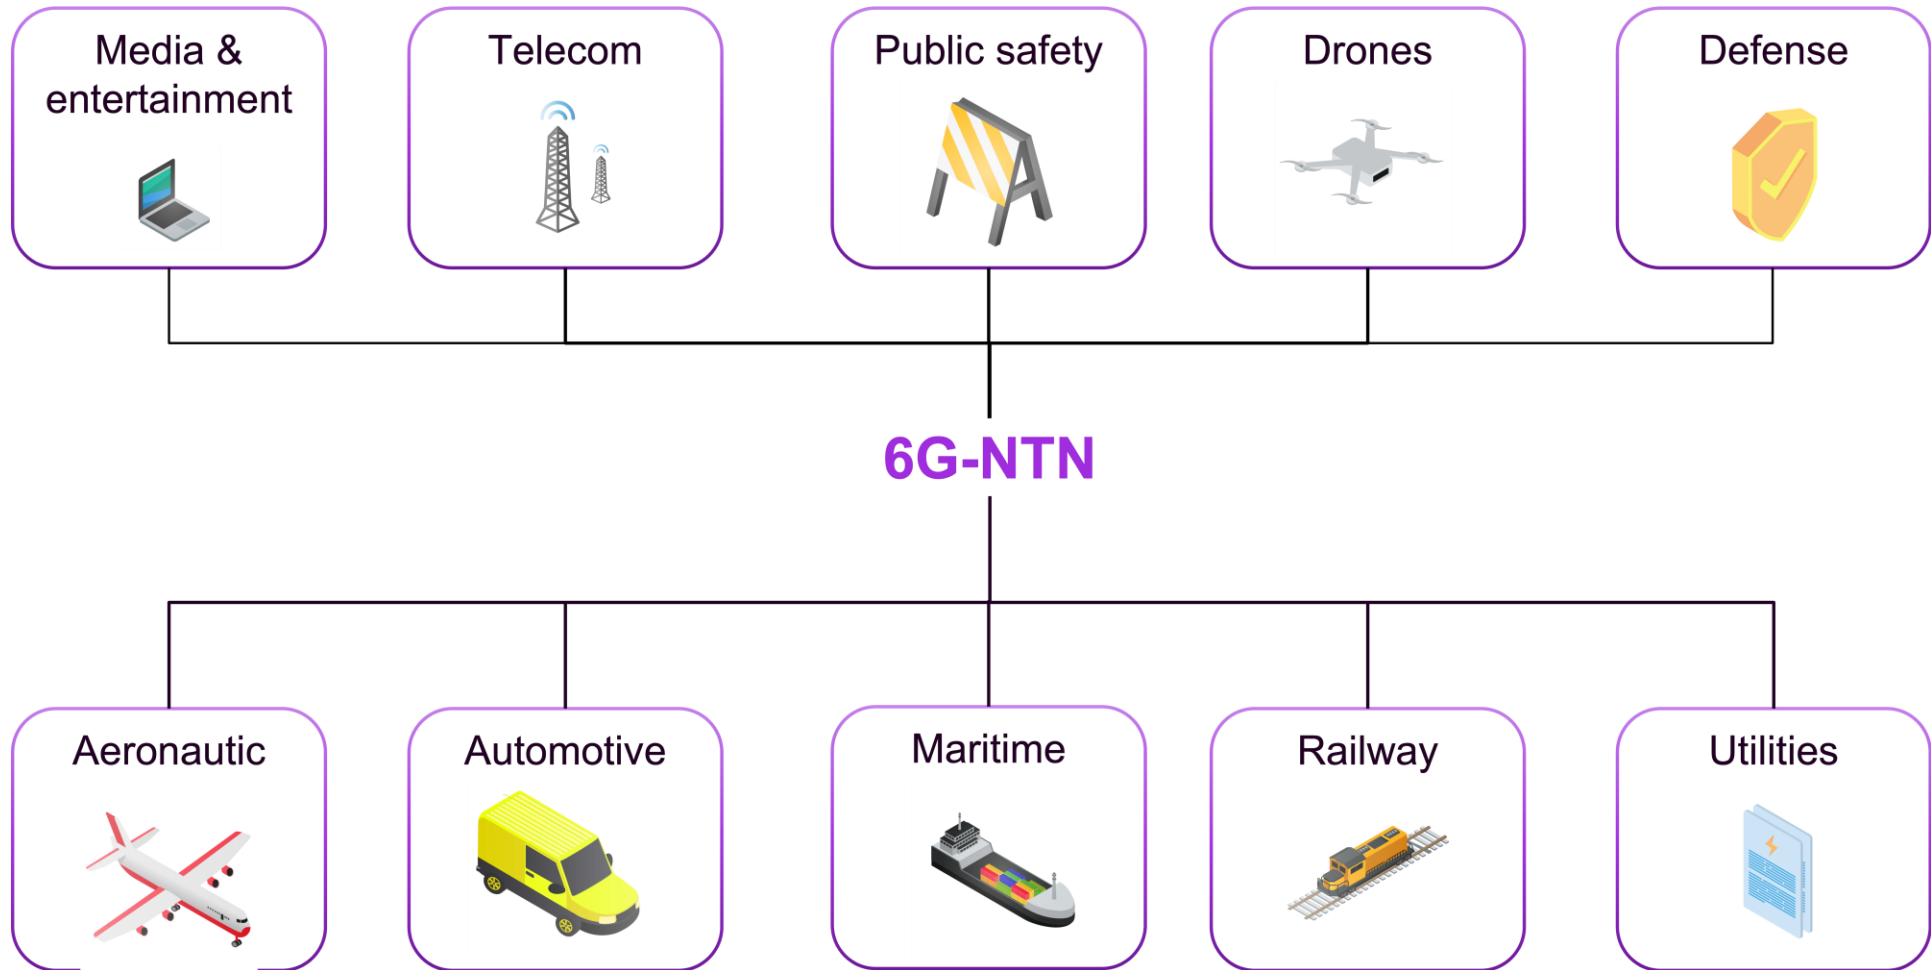 Media &
entertainment
Telecom
Public safety
Drones
Defense
6G-NTN
Aeronautic
Automotive
Maritime
Railway
Utilities